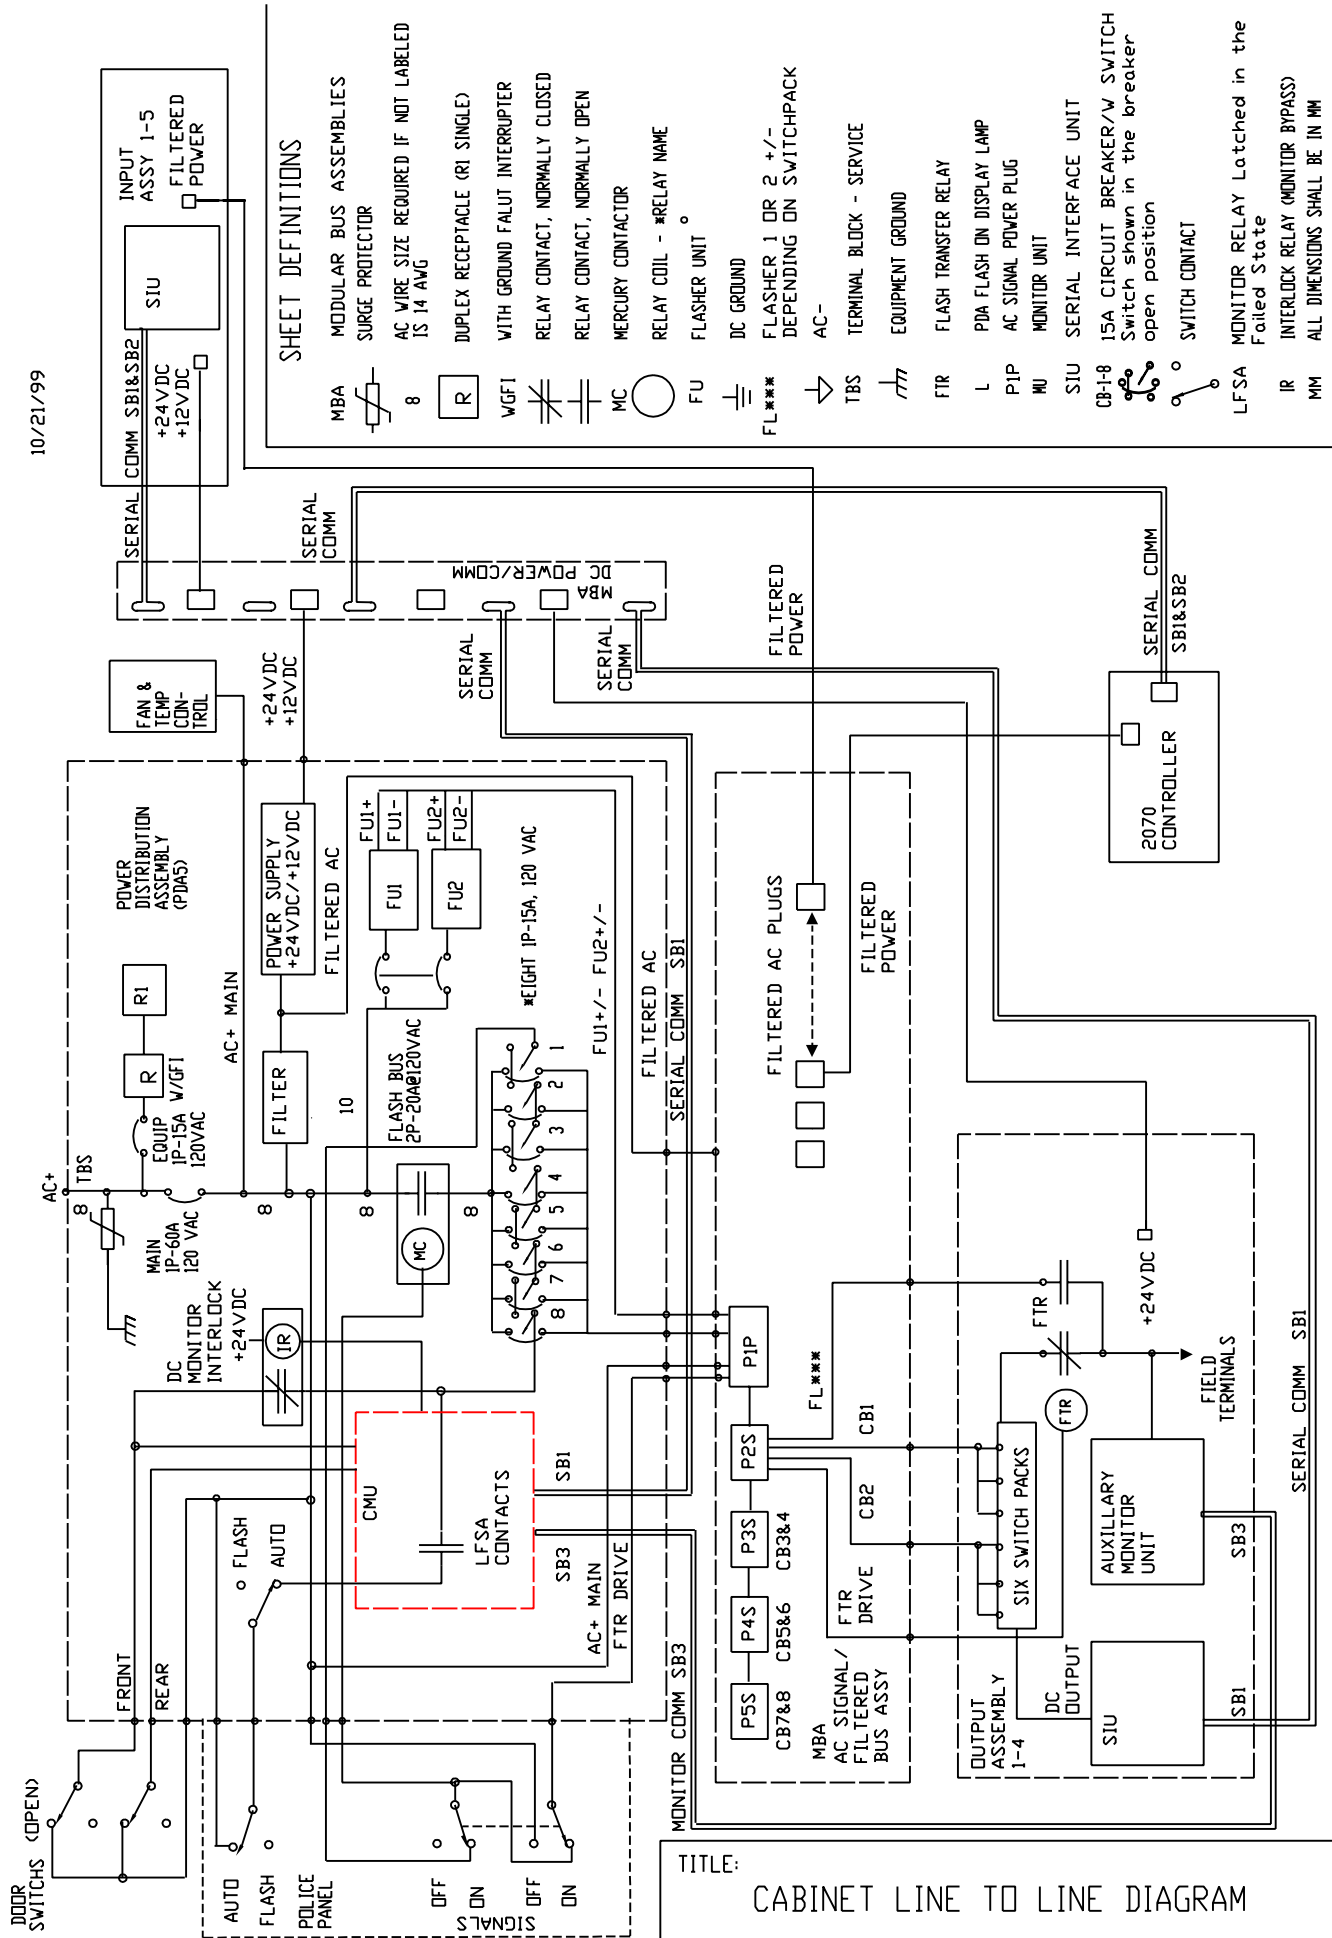 10/21/99
INPUT
ASSY 1-5
FILTERED
POWER
SIU
SERIAL COMM SB1&SB2
+24VDC
+12VDC
SHEET DEFINITIONS
MBA MODULAR BUS ASSEMBLIES
SURGE PROTECTOR
8 AC WIRE SIZE REQUIRED IF NOT LABELED
IS 14 AWG
R DUPLEX RECEPTACLE (R1 SINGLE)
WGFI WITH GROUND FALUT INTERRUPTER
RELAY CONTACT, NORMALLY CLOSED
RELAY CONTACT, NORMALLY OPEN
MC MERCURY CONTACTOR
RELAY COIL - *RELAY NAME
FU FLASHER UNIT
DC GROUND
FL*** FLASHER 1 OR 2 +/-
DEPENDING ON SWITCHPACK
AC-
TBS TERMINAL BLOCK - SERVICE
EQUIPMENT GROUND
FTR FLASH TRANSFER RELAY
L PDA FLASH ON DISPLAY LAMP
P1P AC SIGNAL POWER PLUG
MU MONITOR UNIT
SIU SERIAL INTERFACE UNIT
CB-1-8 15A CIRCUIT BREAKER/W SWITCH
Switch shown in the breaker
open position
SWITCH CONTACT
LFSA MONITOR RELAY Latched in the
Failed State
IR INTERLOCK RELAY (MONITOR BYPASS)
MM ALL DIMENSIONS SHALL BE IN MM
SERIAL
COMM
MBA
DC POWER/COMM
SERIAL
COMM
SERIAL
COMM
FILTERED
POWER
SERIAL COMM
SB1&SB2
FAN &
TEMP
CON-
TROL
+24VDC
+12VDC
2070
CONTROLLER
POWER
DISTRIBUTION
ASSEMBLY
(PDA5)
POWER SUPPLY
+24VDC/+12VDC
FILTERED AC
FU1+
FU1-
FU2+
FU2-
FU1
FU2
*EIGHT 1P-15A, 120 VAC
R1
R
W/GFI
EQUIP
1P-15A
120VAC
AC+ MAIN
FILTER
10
FLASH BUS
2P-20A@120VAC
FU1+/- FU2+/-
FILTERED AC
SERIAL COMM SB1
FILTERED AC PLUGS
FILTERED
POWER
AC+
TBS
8
MAIN
1P-60A
120 VAC
8
8
8
MC
1
2
3
4
5
6
7
8
DC
MONITOR
INTERLOCK
+24VDC
IR
P1P
FL***
FTR
+24VDC
FIELD
TERMINALS
FTR
CMU
LFSA
CONTACTS
SB1
SB3
P2S
CB1
CB2
P3S
CB3&4
P4S
CB5&6
P5S
CB7&8
SIX SWITCH PACKS
AUXILLARY
MONITOR
UNIT
SB3
SERIAL COMM SB1
FLASH
AUTO
AC+ MAIN
FTR DRIVE
FTR
DRIVE
MBA
AC SIGNAL/
FILTERED
BUS ASSY
DC
OUTPUT
SIU
SB1
OUTPUT
ASSEMBLY
1-4
FRONT
REAR
MONITOR COMM SB3
DOOR
SWITCHS (OPEN)
AUTO
FLASH
POLICE
PANEL
OFF
ON
OFF
ON
SIGNALS
TITLE:
CABINET LINE TO LINE DIAGRAM